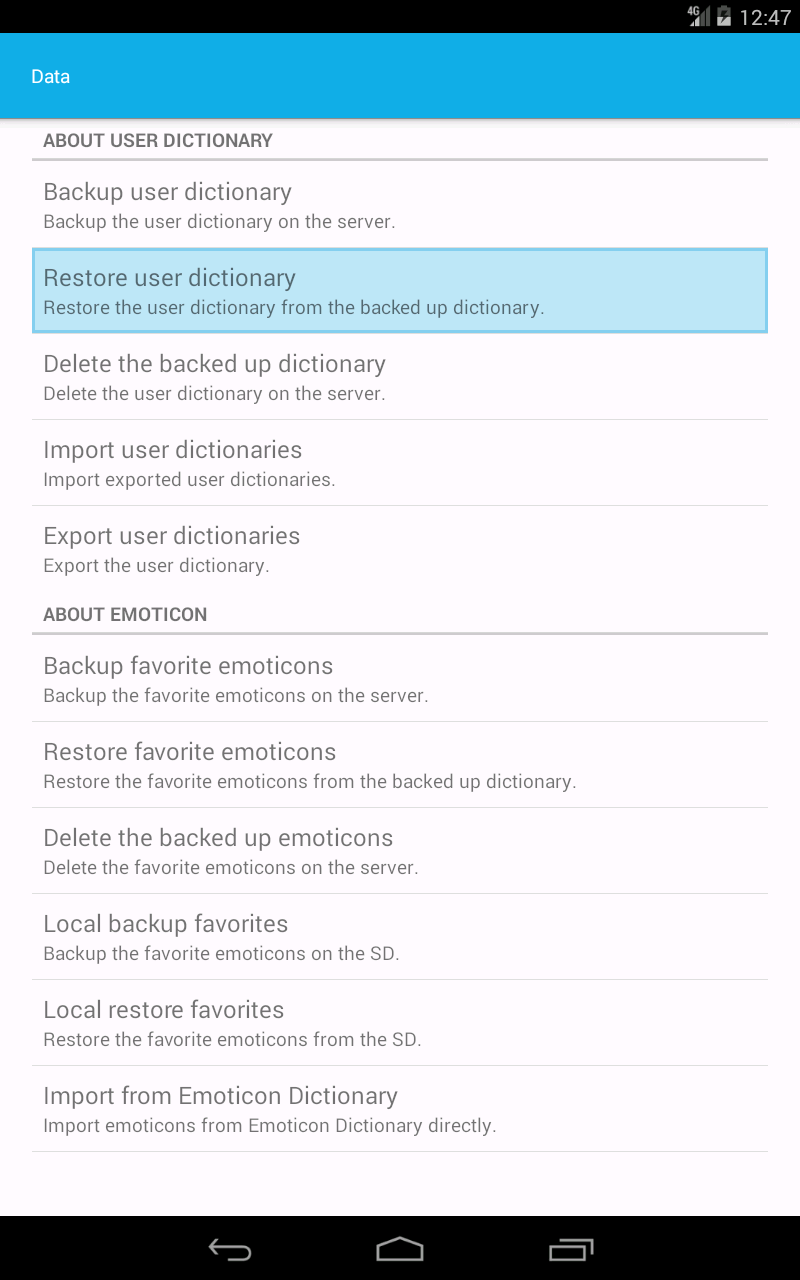 4G 12:47
Data
ABOUT USER DICTIONARY
Backup user dictionary
Backup the user dictionary on the server.
Restore user dictionary
Restore the user dictionary from the backed up dictionary.
Delete the backed up dictionary
Delete the user dictionary on the server.
Import user dictionaries
Import exported user dictionaries.
Export user dictionaries
Export the user dictionary.
ABOUT EMOTICON
Backup favorite emoticons
Backup the favorite emoticons on the server.
Restore favorite emoticons
Restore the favorite emoticons from the backed up dictionary.
Delete the backed up emoticons
Delete the favorite emoticons on the server.
Local backup favorites
Backup the favorite emoticons on the SD.
Local restore favorites
Restore the favorite emoticons from the SD.
Import from Emoticon Dictionary
Import emoticons from Emoticon Dictionary directly.